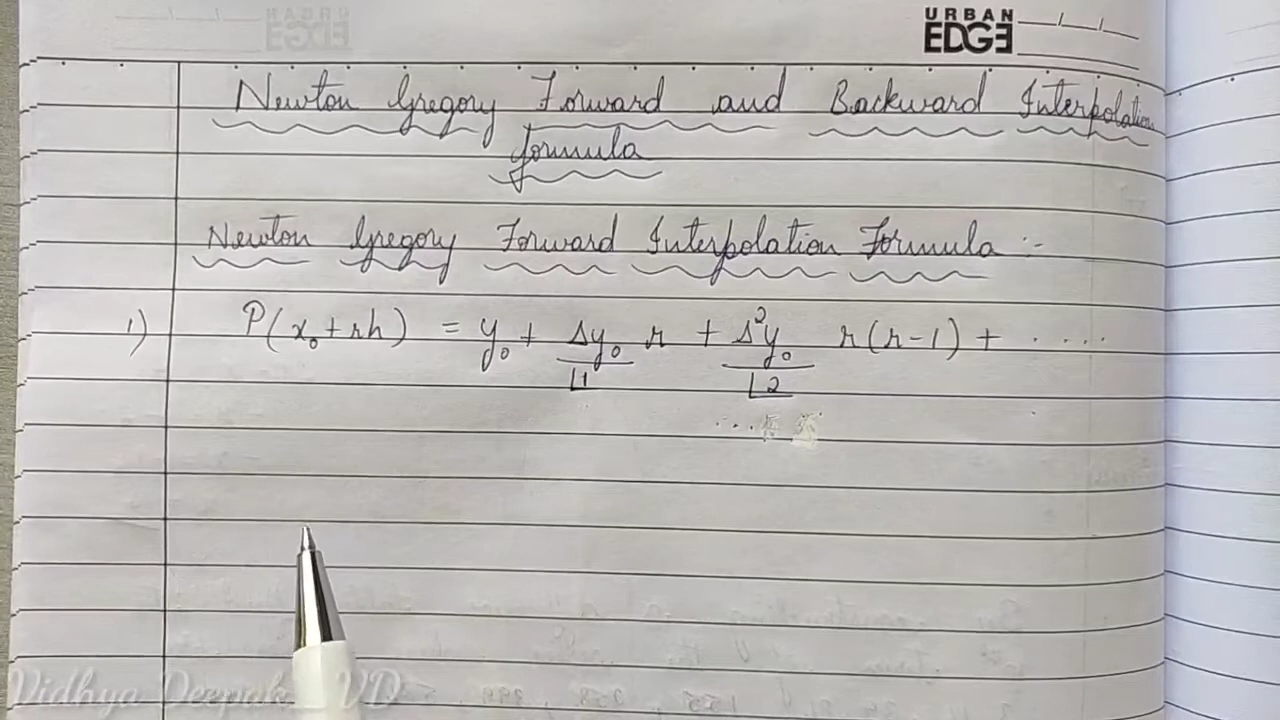 URBAN
EDGE
Newton Gregory Forward and Backward Interpolation
formula
Newton Gregory Forward Interpolation Formula :-
1) P(x₀+rh) = y₀ + Δy₀/⌊1 r + Δ²y₀/⌊2 r(r-1) + ....
Vidhya Deepak VD